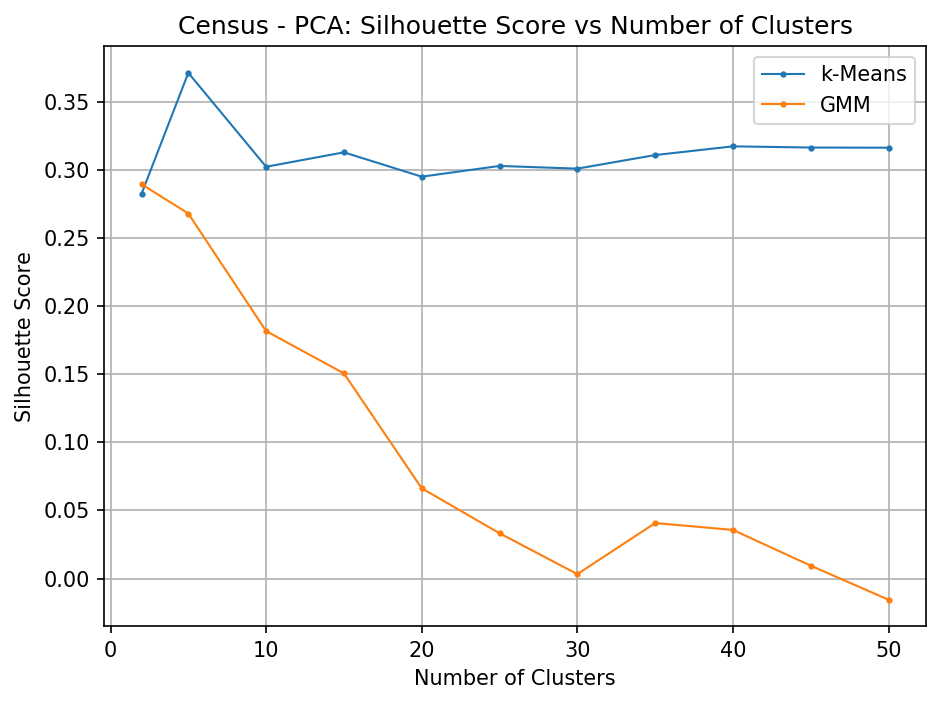 Census - PCA: Silhouette Score vs Number of Clusters
k-Means
GMM
Silhouette Score
0.35
0.30
0.25
0.20
0.15
0.10
0.05
0.00
0 10 20 30 40 50
Number of Clusters